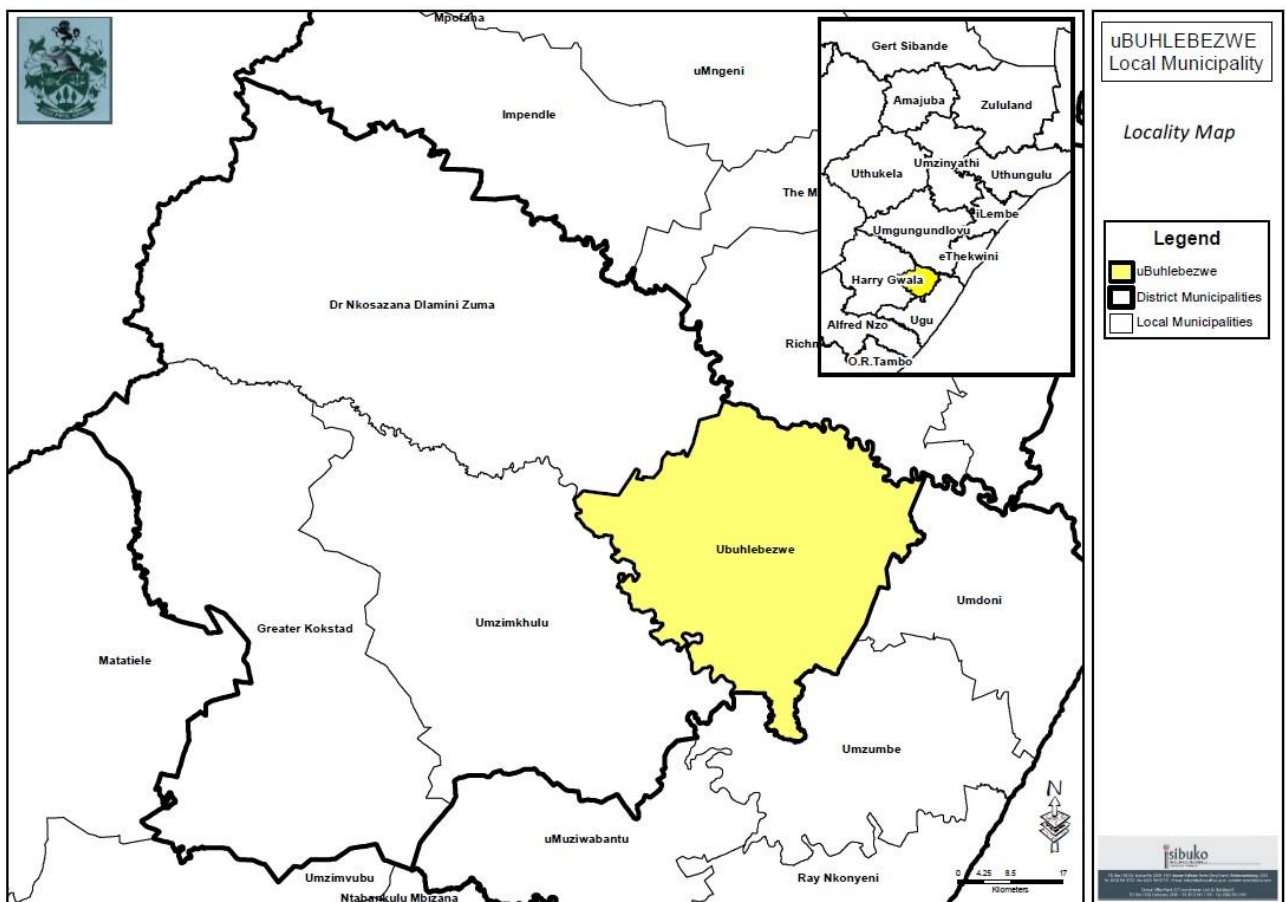 Mpofana
uMngeni
Impendle
The M
Dr Nkosazana Dlamini Zuma
Richm
Ubuhlebezwe
Umdoni
Umzimkhulu
Greater Kokstad
Matatiele
Umzumbe
uMuziwabantu
Ray Nkonyeni
Umzimvubu
Ntabankulu Mbizana
Gert Sibande
Amajuba
Zululand
Umzinyathi
Uthukela
Uthungulu
iLembe
Umgungundlovu
eThekwini
Harry Gwala
Ugu
Alfred Nzo
O.R.Tambo
N
0 4.25 8.5 17
Kilometers
uBUHLEBEZWE
Local Municipality
Locality Map
Legend
uBuhlebezwe
District Municipalities
Local Municipalities
isibuko